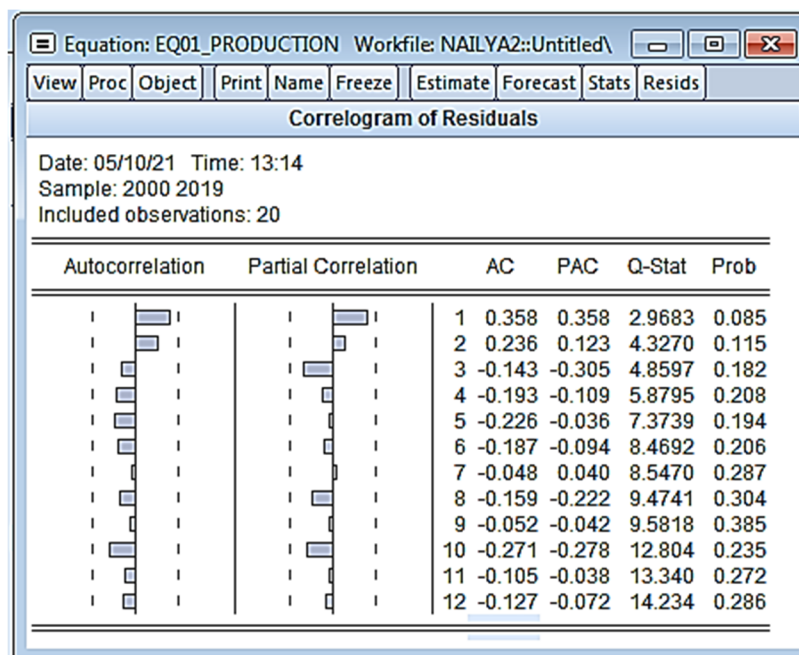 Equation: EQ01_PRODUCTION Workfile: NAILYA2::Untitled\
View Proc Object Print Name Freeze Estimate Forecast Stats Resids
Correlogram of Residuals
Date: 05/10/21 Time: 13:14
Sample: 2000 2019
Included observations: 20
Autocorrelation Partial Correlation AC PAC Q-Stat Prob
1 0.358 0.358 2.9683 0.085
2 0.236 0.123 4.3270 0.115
3 -0.143 -0.305 4.8597 0.182
4 -0.193 -0.109 5.8795 0.208
5 -0.226 -0.036 7.3739 0.194
6 -0.187 -0.094 8.4692 0.206
7 -0.048 0.040 8.5470 0.287
8 -0.159 -0.222 9.4741 0.304
9 -0.052 -0.042 9.5818 0.385
10 -0.271 -0.278 12.804 0.235
11 -0.105 -0.038 13.340 0.272
12 -0.127 -0.072 14.234 0.286